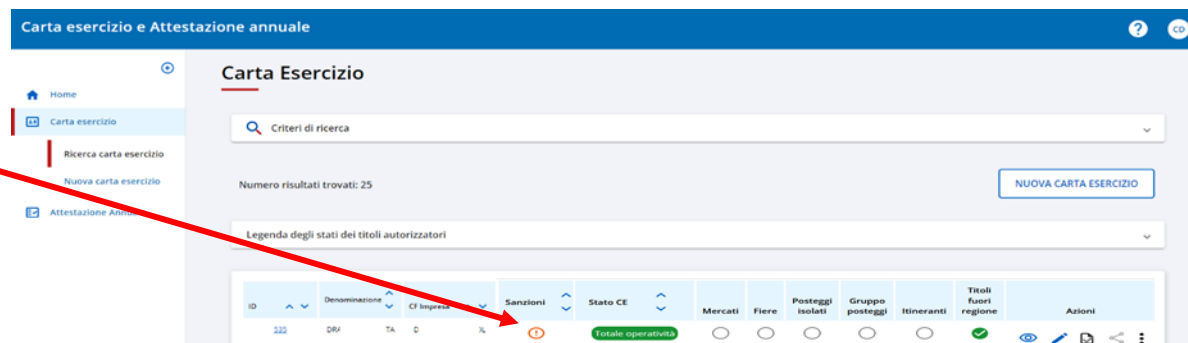 Carta esercizio e Attestazione annuale
? CD
Carta Esercizio
Home
Carta esercizio
Criteri di ricerca
Ricerca carta esercizio
Nuova carta esercizio
Numero risultati trovati: 25
NUOVA CARTA ESERCIZIO
Attestazione
Legenda degli stati dei titoli autorizzatori
ID Denominazione CF Impresa Sanzioni Stato CE Mercati Fiere Posteggi isolati Gruppo posteggi Itineranti Titoli fuori regione Azioni
535 TA D Totale operatività